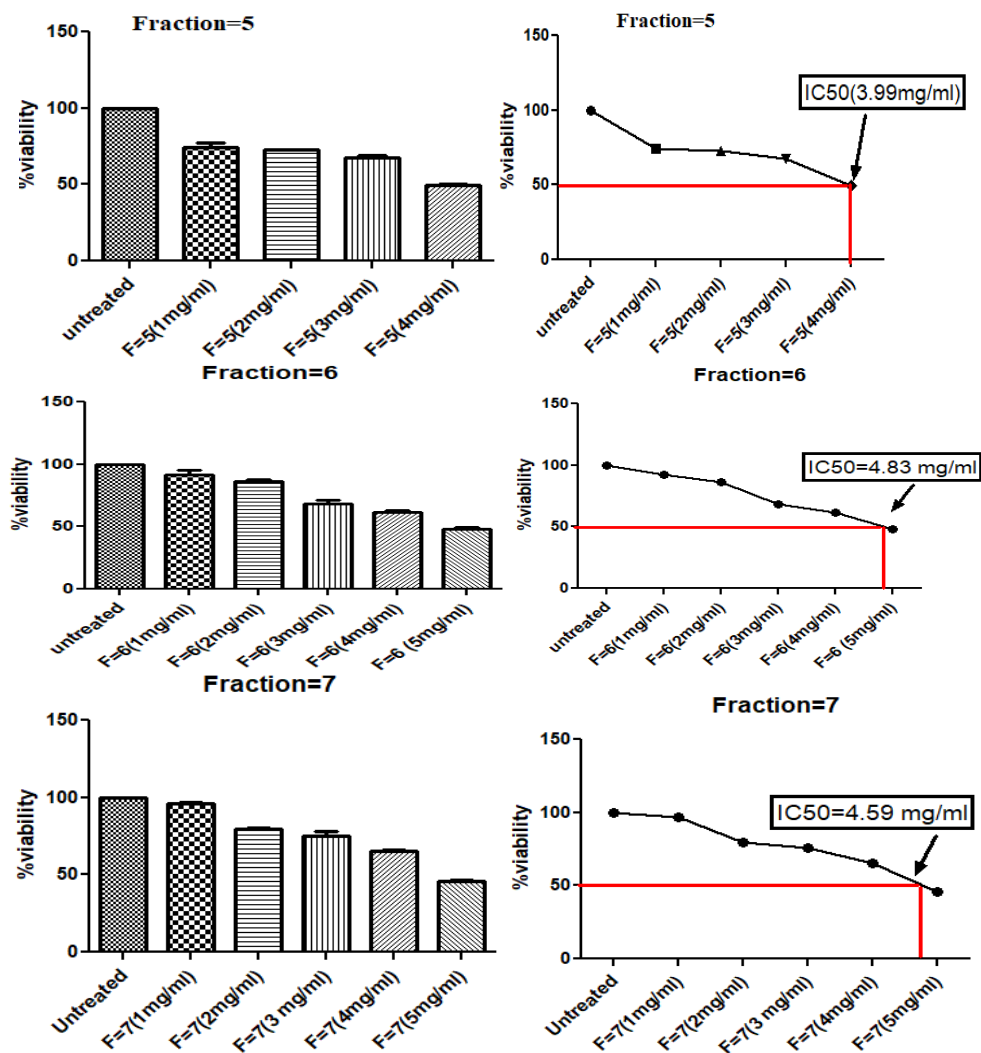 Fraction=5
%viability
150
100
50
0
untreated
F=5(1mg/ml)
F=5(2mg/ml)
F=5(3mg/ml)
F=5(4mg/ml)
Fraction=5
%viability
150
100
50
0
IC50(3.99mg/ml)
untreated
F=5(1mg/ml)
F=5(2mg/ml)
F=5(3mg/ml)
F=5(4mg/ml)
Fraction=6
%viability
150
100
50
0
untreated
F=6(1mg/ml)
F=6(2mg/ml)
F=6(3mg/ml)
F=6(4mg/ml)
F=6 (5mg/ml)
Fraction=6
%viability
150
100
50
0
IC50=4.83 mg/ml
untreated
F=6(1mg/ml)
F=6(2mg/ml)
F=6(3mg/ml)
F=6(4mg/ml)
F=6 (5mg/ml)
Fraction=7
%viability
150
100
50
0
Untreated
F=7(1mg/ml)
F=7(2mg/ml)
F=7(3 mg/ml)
F=7(4mg/ml)
F=7(5mg/ml)
Fraction=7
%viability
150
100
50
0
IC50=4.59 mg/ml
Untreated
F=7(1mg/ml)
F=7(2mg/ml)
F=7(3 mg/ml)
F=7(4mg/ml)
F=7(5mg/ml)